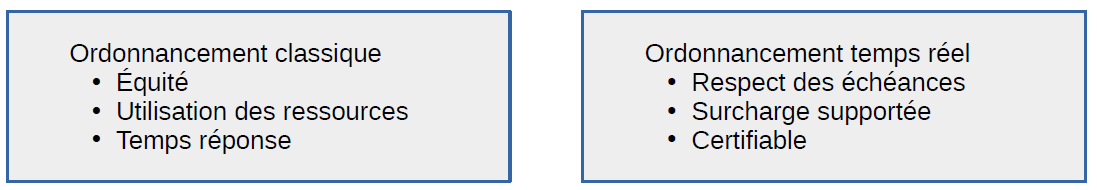 Ordonnancement classique
• Équité
• Utilisation des ressources
• Temps réponse
Ordonnancement temps réel
• Respect des échéances
• Surcharge supportée
• Certifiable